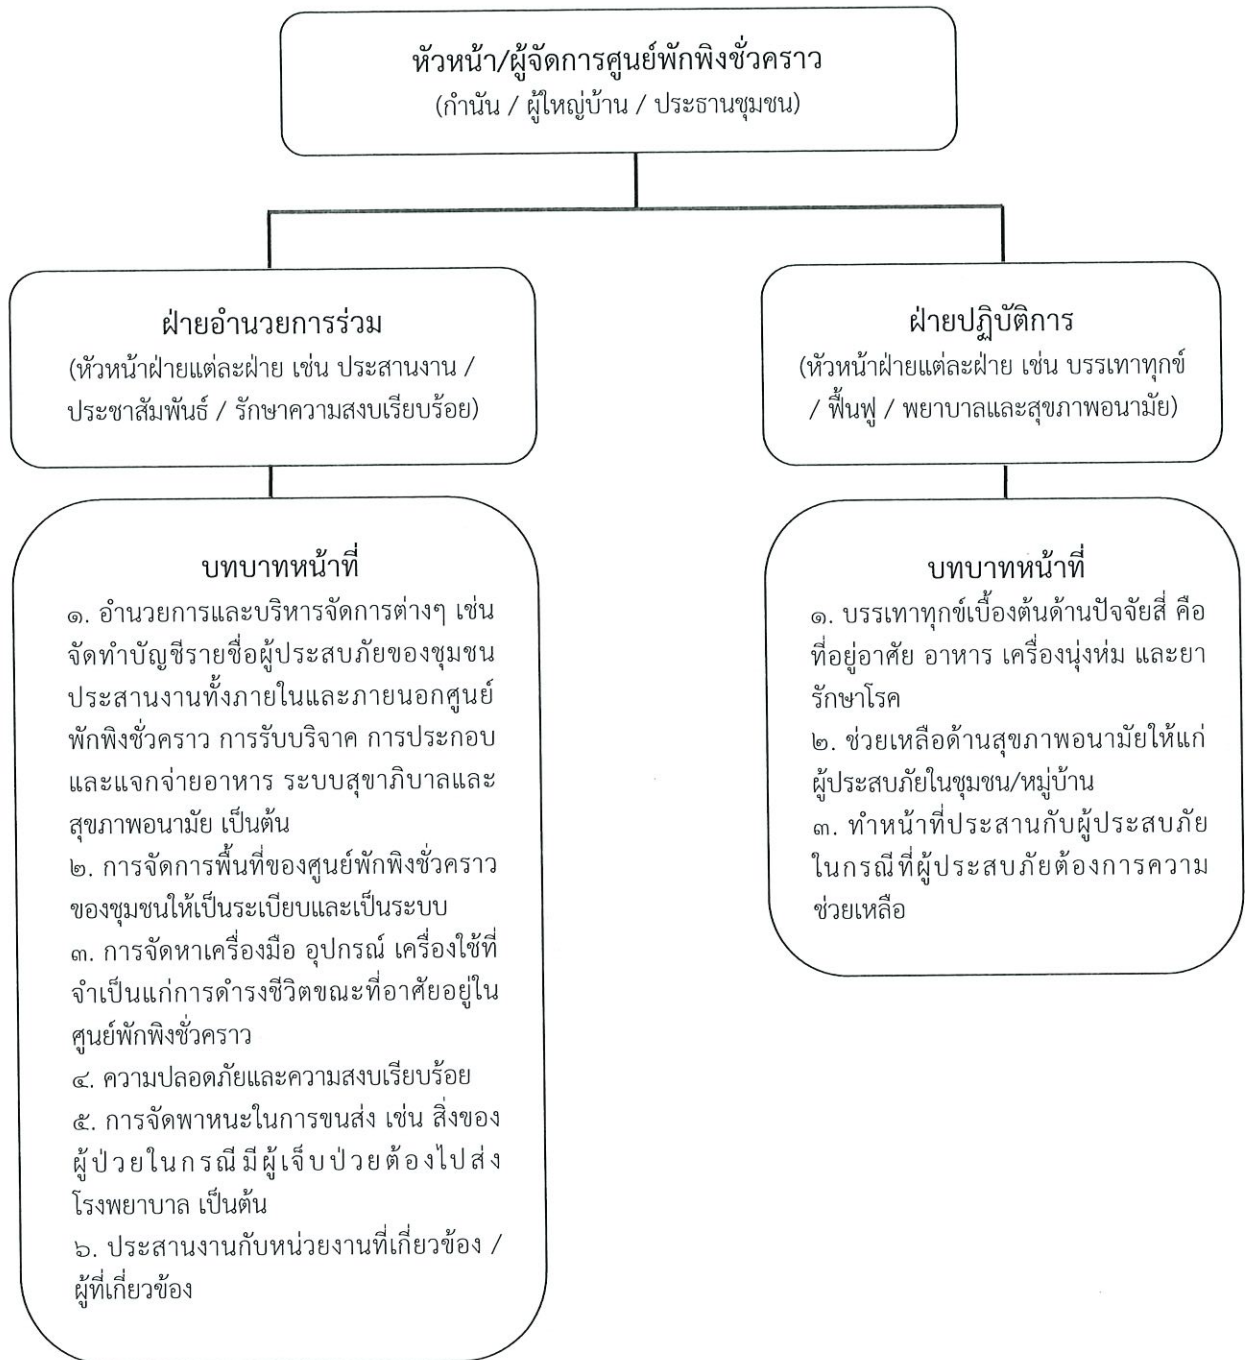 หัวหน้า/ผู้จัดการศูนย์พักพิงชั่วคราว
(กำนัน / ผู้ใหญ่บ้าน / ประธานชุมชน)
ฝ่ายอำนวยการร่วม
(หัวหน้าฝ่ายแต่ละฝ่าย เช่น ประสานงาน /
ประชาสัมพันธ์ / รักษาความสงบเรียบร้อย)
ฝ่ายปฏิบัติการ
(หัวหน้าฝ่ายแต่ละฝ่าย เช่น บรรเทาทุกข์
/ ฟื้นฟู / พยาบาลและสุขภาพอนามัย)
บทบาทหน้าที่
๑. อำนวยการและบริหารจัดการต่างๆ เช่น
จัดทำบัญชีรายชื่อผู้ประสบภัยของชุมชน
ประสานงานทั้งภายในและภายนอกศูนย์
พักพิงชั่วคราว การรับบริจาค การประกอบ
และแจกจ่ายอาหาร ระบบสุขาภิบาลและ
สุขภาพอนามัย เป็นต้น
๒. การจัดการพื้นที่ของศูนย์พักพิงชั่วคราว
ของชุมชนให้เป็นระเบียบและเป็นระบบ
๓. การจัดหาเครื่องมือ อุปกรณ์ เครื่องใช้ที่
จำเป็นแก่การดำรงชีวิตขณะที่อาศัยอยู่ใน
ศูนย์พักพิงชั่วคราว
๔. ความปลอดภัยและความสงบเรียบร้อย
๕. การจัดพาหนะในการขนส่ง เช่น สิ่งของ
ผู้ป่วยในกรณีมีผู้เจ็บป่วยต้องไปส่ง
โรงพยาบาล เป็นต้น
๖. ประสานงานกับหน่วยงานที่เกี่ยวข้อง /
ผู้ที่เกี่ยวข้อง
บทบาทหน้าที่
๑. บรรเทาทุกข์เบื้องต้นด้านปัจจัยสี่ คือ
ที่อยู่อาศัย อาหาร เครื่องนุ่งห่ม และยา
รักษาโรค
๒. ช่วยเหลือด้านสุขภาพอนามัยให้แก่
ผู้ประสบภัยในชุมชน/หมู่บ้าน
๓. ทำหน้าที่ประสานกับผู้ประสบภัย
ในกรณีที่ผู้ประสบภัยต้องการความ
ช่วยเหลือ